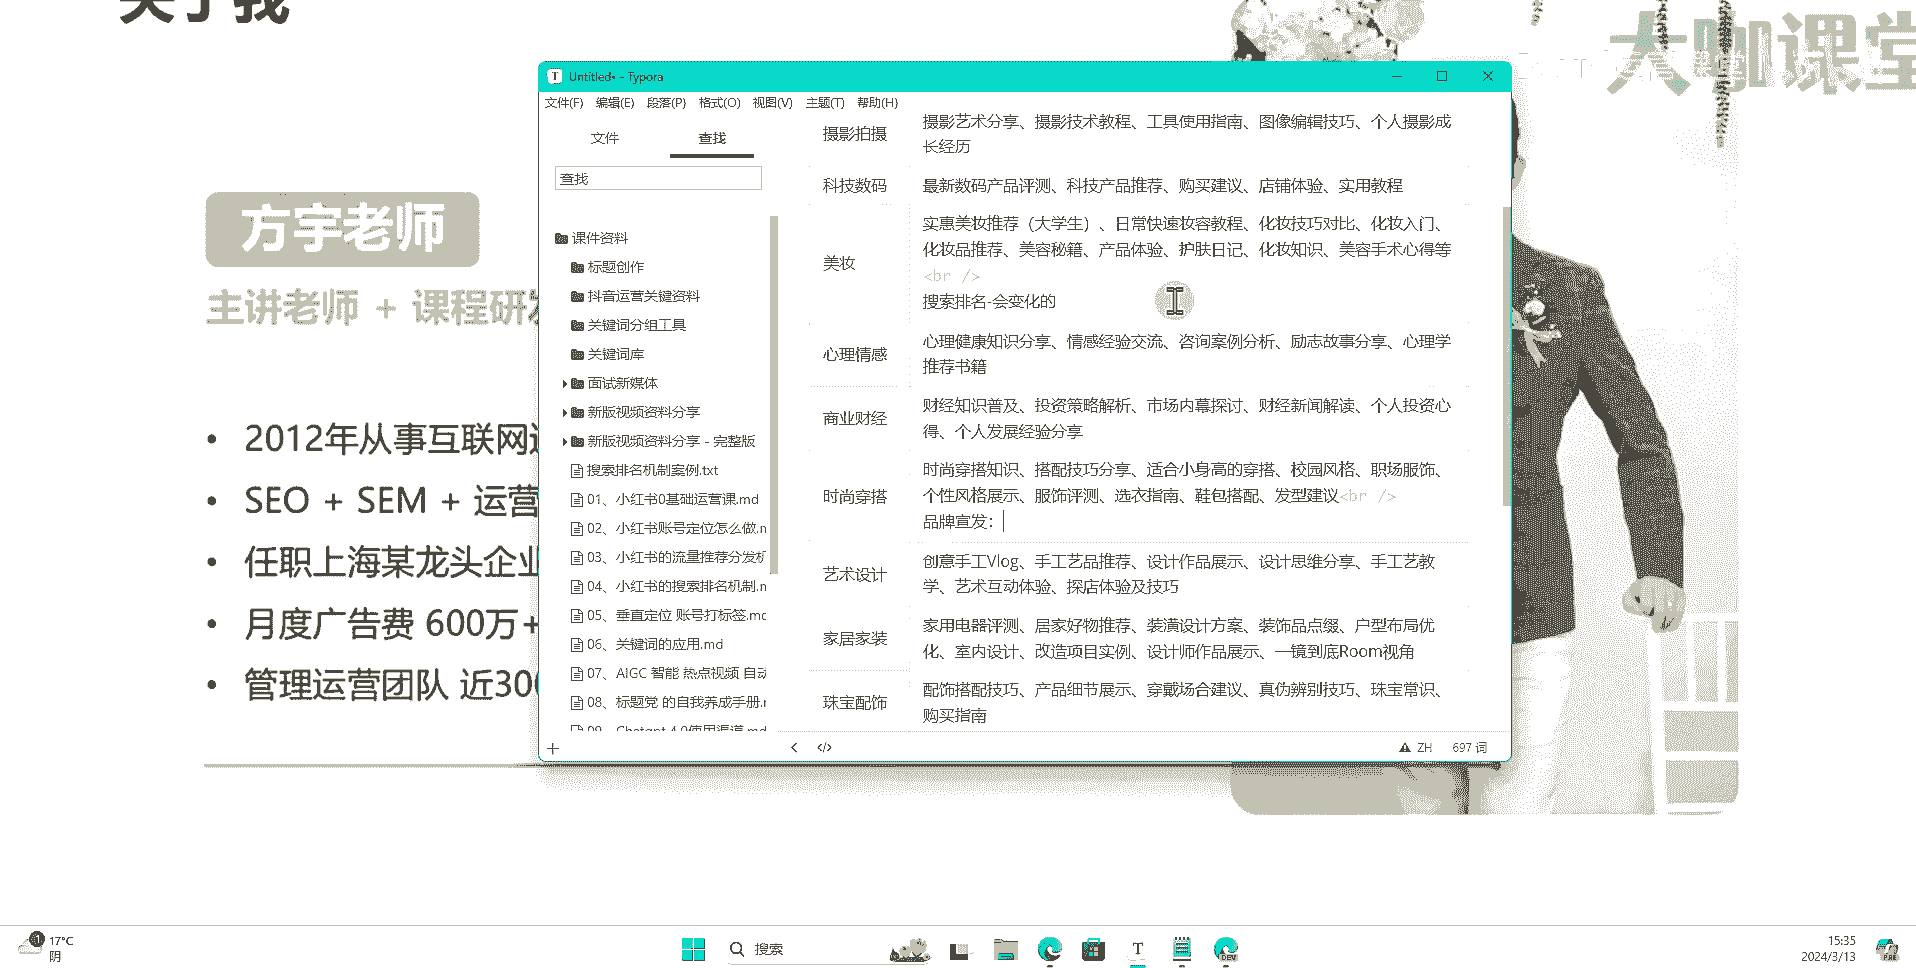 关于我
大咖课堂
方宇老师
主讲老师 + 课程研
2012年从事互联网
SEO + SEM + 运营
任职上海某龙头企业
月度广告费 600万+
管理运营团队 近300
Untitled• - Typora
文件(F) 编辑(E) 段落(P) 格式(O) 视图(V) 主题(T) 帮助(H)
文件 查找
查找
课件资料
标题创作
抖音运营关键资料
关键词分组工具
关键词库
面试新媒体
新版视频资料分享
新版视频资料分享 - 完整版
搜索排名机制案例.txt
01、小红书0基础运营课.md
02、小红书账号定位怎么做.m
03、小红书的流量推荐分发机
04、小红书的搜索排名机制.m
05、垂直定位 账号打标签.md
06、关键词的应用.md
07、AIGC 智能 热点视频 自动
08、标题党 的自我养成手册.m
09、Chatgpt 4.0使用渠道.md
摄影拍摄
摄影艺术分享、摄影技术教程、工具使用指南、图像编辑技巧、个人摄影成
长经历
科技数码
最新数码产品评测、科技产品推荐、购买建议、店铺体验、实用教程
美妆
实惠美妆推荐（大学生）、日常快速妆容教程、化妆技巧对比、化妆入门、
化妆品推荐、美容秘籍、产品体验、护肤日记、化妆知识、美容手术心得等
<br />
搜索排名-会变化的
心理情感
心理健康知识分享、情感经验交流、咨询案例分析、励志故事分享、心理学
推荐书籍
商业财经
财经知识普及、投资策略解析、市场内幕探讨、财经新闻解读、个人投资心
得、个人发展经验分享
时尚穿搭
时尚穿搭知识、搭配技巧分享、适合小身高的穿搭、校园风格、职场服饰、
个性风格展示、服饰评测、选衣指南、鞋包搭配、发型建议<br />
品牌宣发：
艺术设计
创意手工Vlog、手工艺品推荐、设计作品展示、设计思维分享、手工艺教
学、艺术互动体验、探店体验及技巧
家居家装
家用电器评测、居家好物推荐、装潢设计方案、装饰品点缀、户型布局优
化、室内设计、改造项目实例、设计师作品展示、一镜到底Room视角
珠宝配饰
配饰搭配技巧、产品细节展示、穿戴场合建议、真伪辨别技巧、珠宝常识、
购买指南
ZH 697 词
1
17°C
阴
搜索
DEV
15:35
2024/3/13
PRE